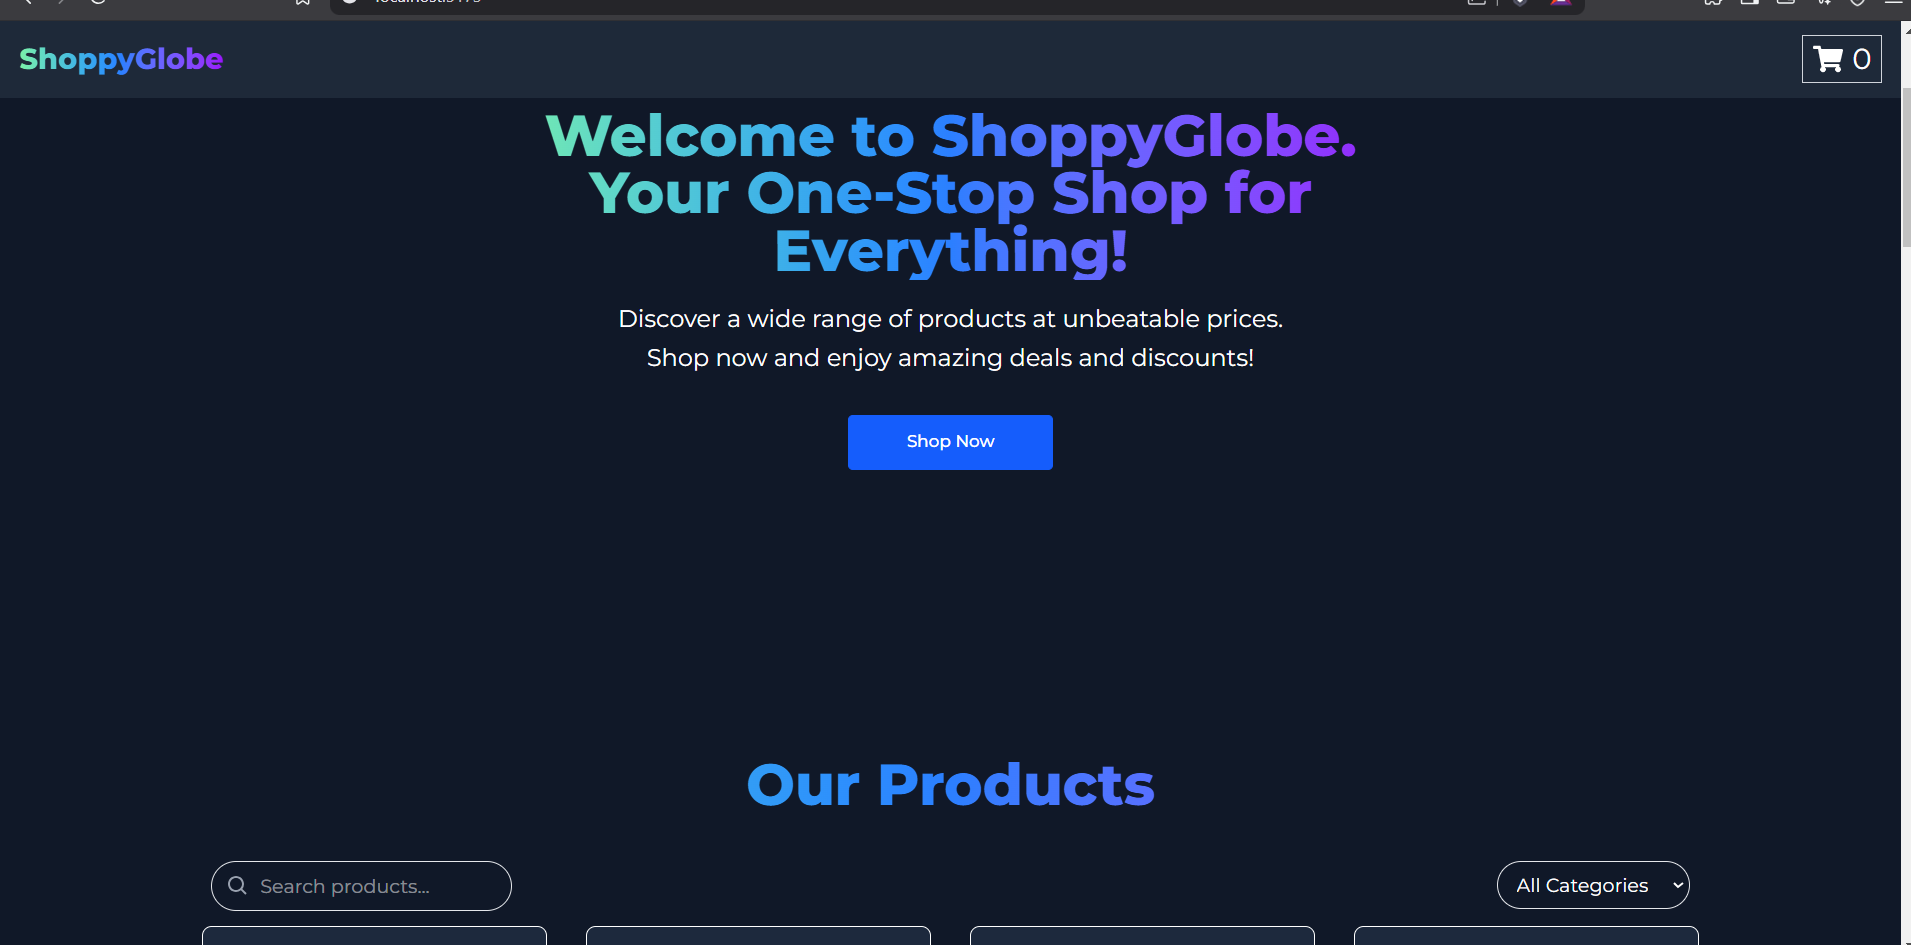 ShoppyGlobe
0
Welcome to ShoppyGlobe.
Your One-Stop Shop for
Everything!
Discover a wide range of products at unbeatable prices.
Shop now and enjoy amazing deals and discounts!
Shop Now
Our Products
Search products...
All Categories